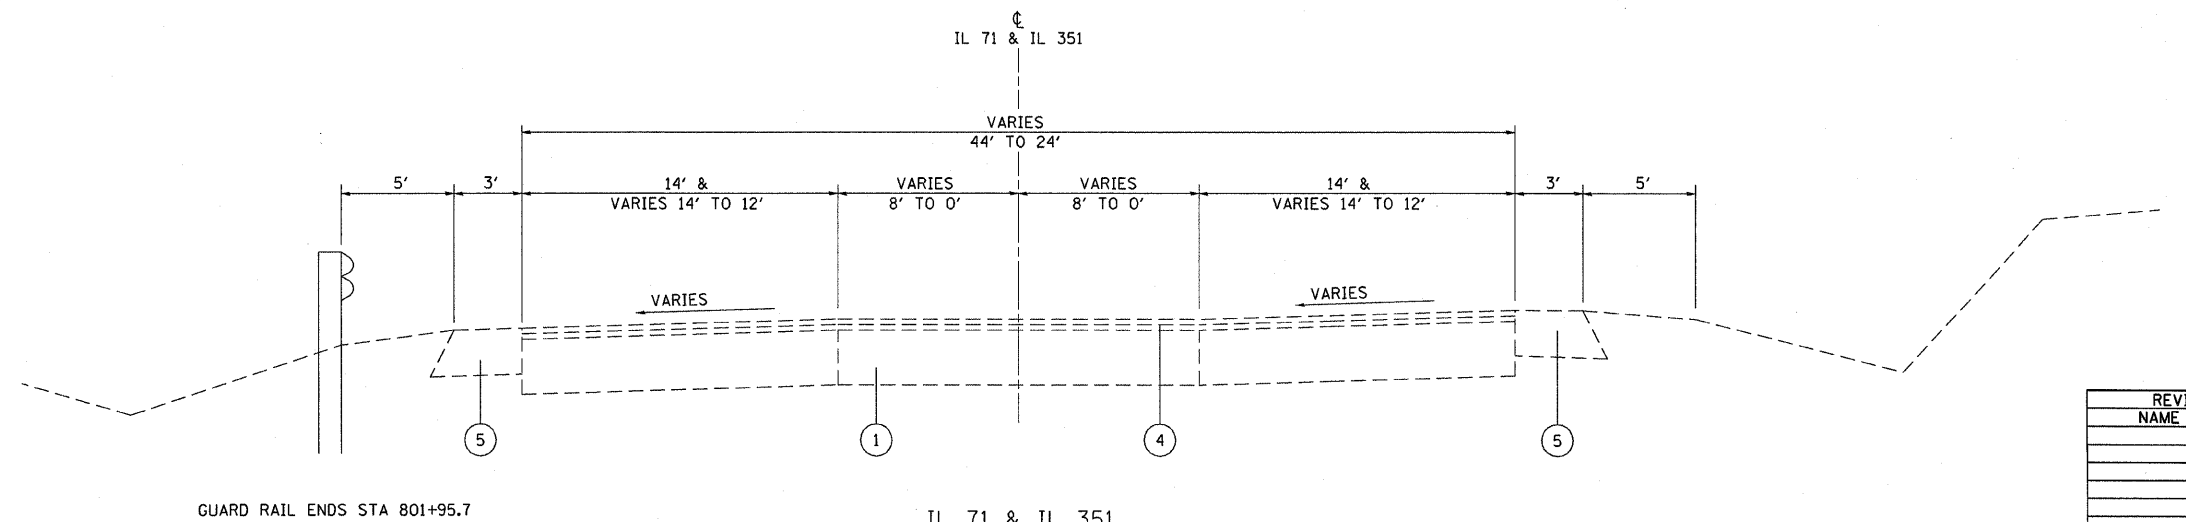 ℄
IL 71 & IL 351
VARIES
44' TO 24'
5'
3'
14' &
VARIES 14' TO 12'
VARIES
8' TO 0'
VARIES
8' TO 0'
14' &
VARIES 14' TO 12'
3'
5'
VARIES
VARIES
5
1
4
5
REVI
NAME
GUARD RAIL ENDS STA 801+95.7
IL 71 & IL 351